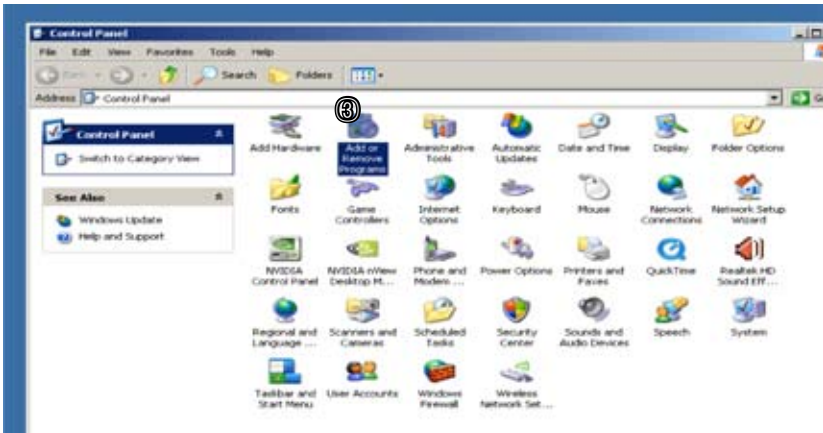 Control Panel
File Edit View Favorites Tools Help
Back Search Folders
Address Control Panel
③
Control Panel
Switch to Category View
See Also
Windows Update
Help and Support
Add Hardware
Add or Remove Programs
Administrative Tools
Automatic Updates
Date and Time
Display
Folder Options
Fonts
Game Controllers
Internet Options
Keyboard
Mouse
Network Connections
Network Setup Wizard
NVIDIA Control Panel
NVIDIA nView Desktop M...
Phone and Modem ...
Power Options
Printers and Faxes
QuickTime
Realtek HD Sound Eff...
Regional and Language ...
Scanners and Cameras
Scheduled Tasks
Security Center
Sounds and Audio Devices
Speech
System
Taskbar and Start Menu
User Accounts
Windows Firewall
Wireless Network Set...